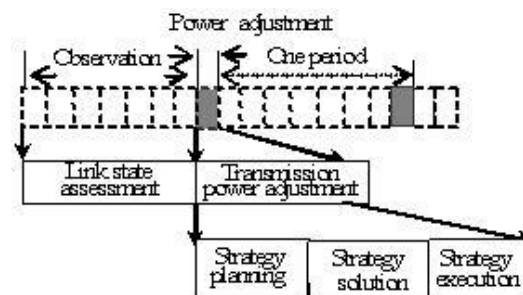 Power adjustment
Observation
One period
Link state
assessment
Transmission
power adjustment
Strategy
planning
Strategy
solution
Strategy
execution